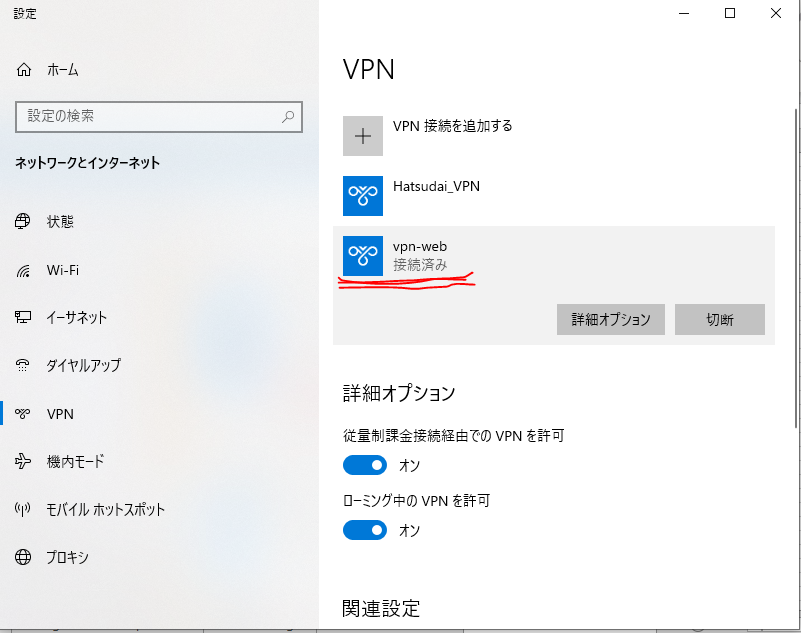 設定
ホーム
設定の検索
ネットワークとインターネット
状態
Wi-Fi
イーサネット
ダイヤルアップ
VPN
機内モード
モバイル ホットスポット
プロキシ
VPN
VPN 接続を追加する
Hatsudai_VPN
vpn-web
接続済み
詳細オプション
切断
詳細オプション
従量制課金接続経由での VPN を許可
オン
ローミング中の VPN を許可
オン
関連設定